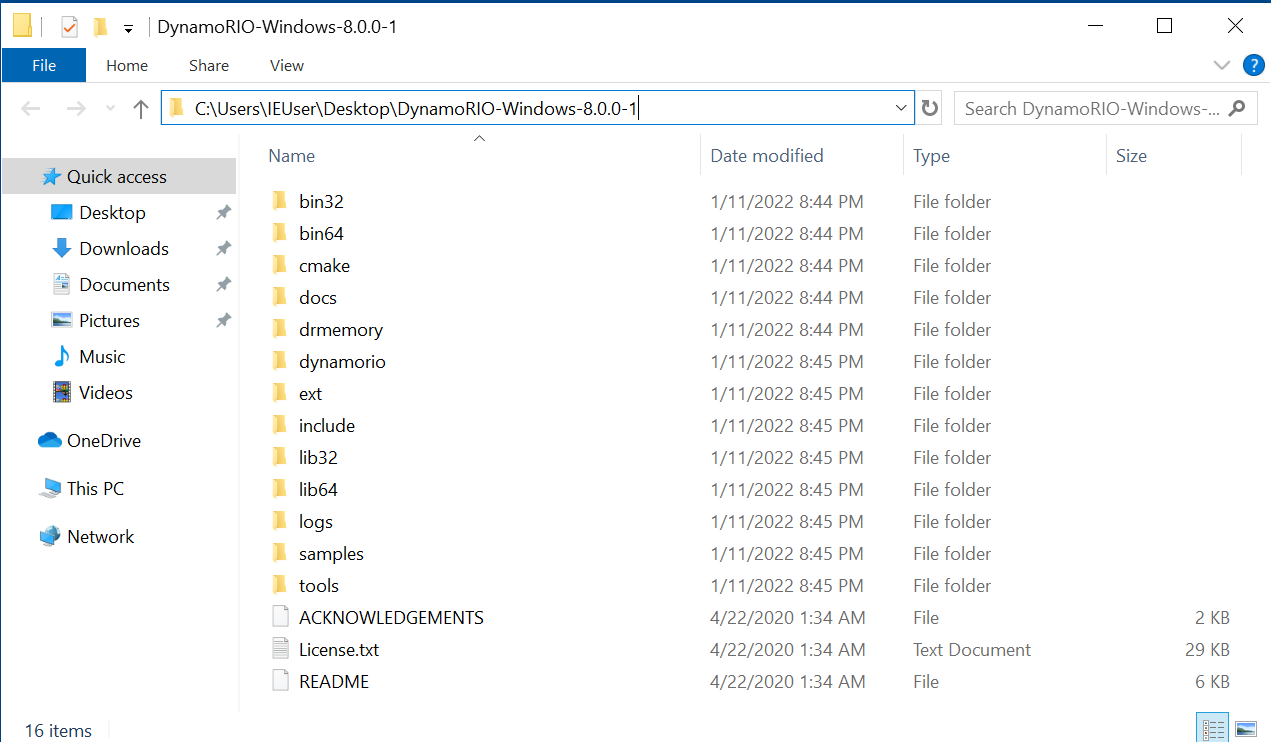 DynamoRIO-Windows-8.0.0-1
File Home Share View ?
C:\Users\IEUser\Desktop\DynamoRIO-Windows-8.0.0-1 Search DynamoRIO-Windows-...
Name Date modified Type Size
Quick access
Desktop
Downloads
Documents
Pictures
Music
Videos
OneDrive
This PC
Network
bin32 1/11/2022 8:44 PM File folder
bin64 1/11/2022 8:44 PM File folder
cmake 1/11/2022 8:44 PM File folder
docs 1/11/2022 8:44 PM File folder
drmemory 1/11/2022 8:44 PM File folder
dynamorio 1/11/2022 8:45 PM File folder
ext 1/11/2022 8:45 PM File folder
include 1/11/2022 8:45 PM File folder
lib32 1/11/2022 8:45 PM File folder
lib64 1/11/2022 8:45 PM File folder
logs 1/11/2022 8:45 PM File folder
samples 1/11/2022 8:45 PM File folder
tools 1/11/2022 8:45 PM File folder
ACKNOWLEDGEMENTS 4/22/2020 1:34 AM File 2 KB
License.txt 4/22/2020 1:34 AM Text Document 29 KB
README 4/22/2020 1:34 AM File 6 KB
16 items